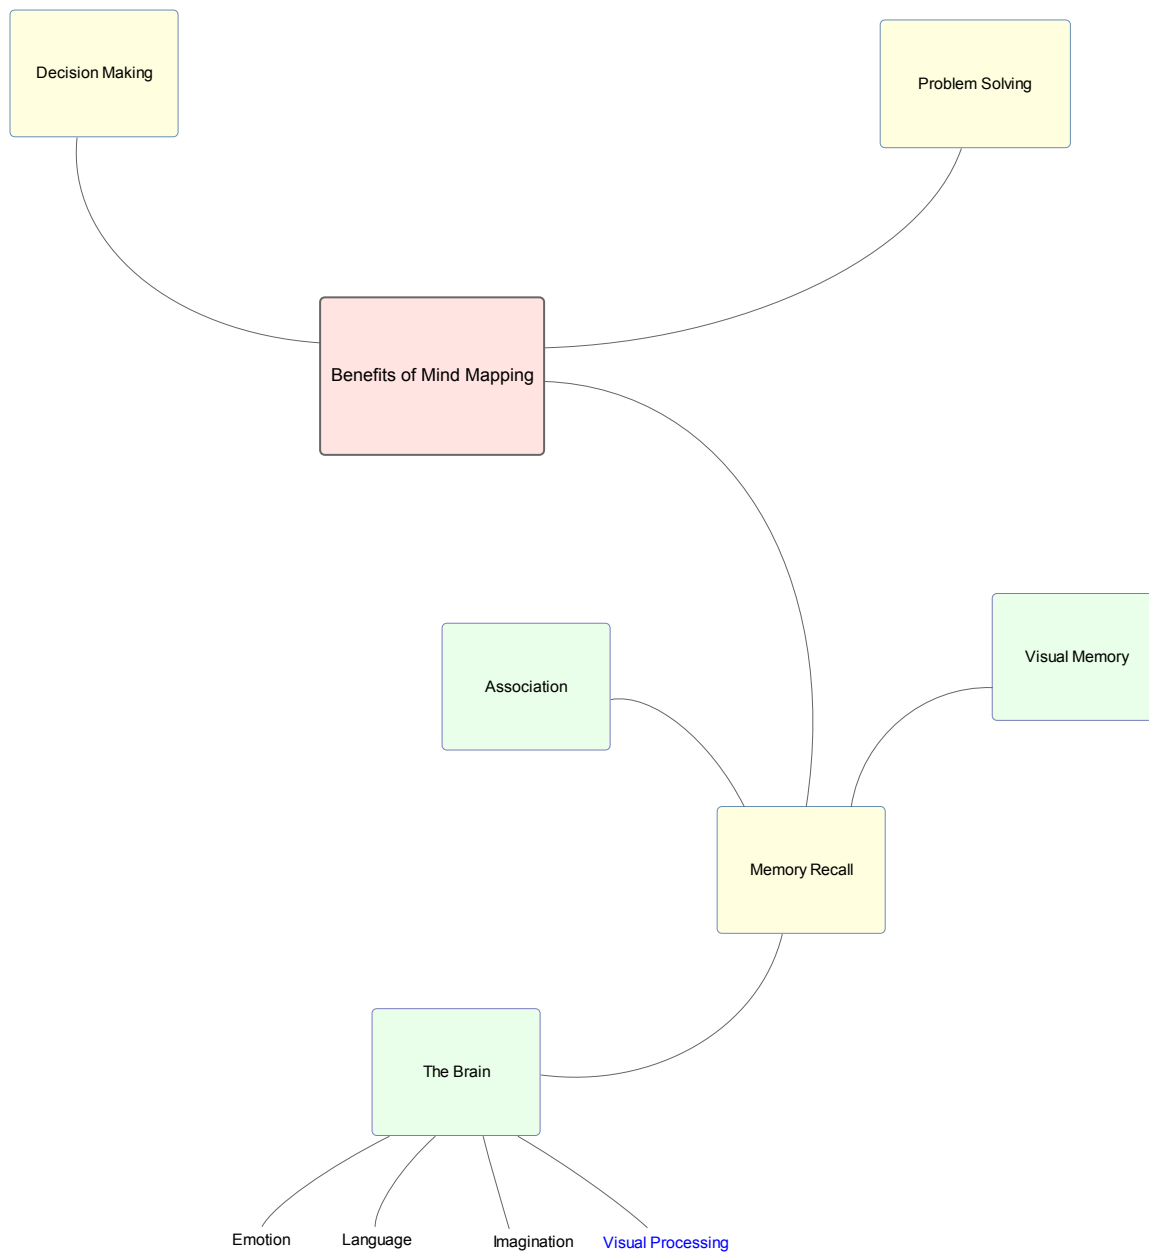 Decision Making
Problem Solving
Benefits of Mind Mapping
Association
Visual Memory
Memory Recall
The Brain
Emotion
Language
Imagination
Visual Processing